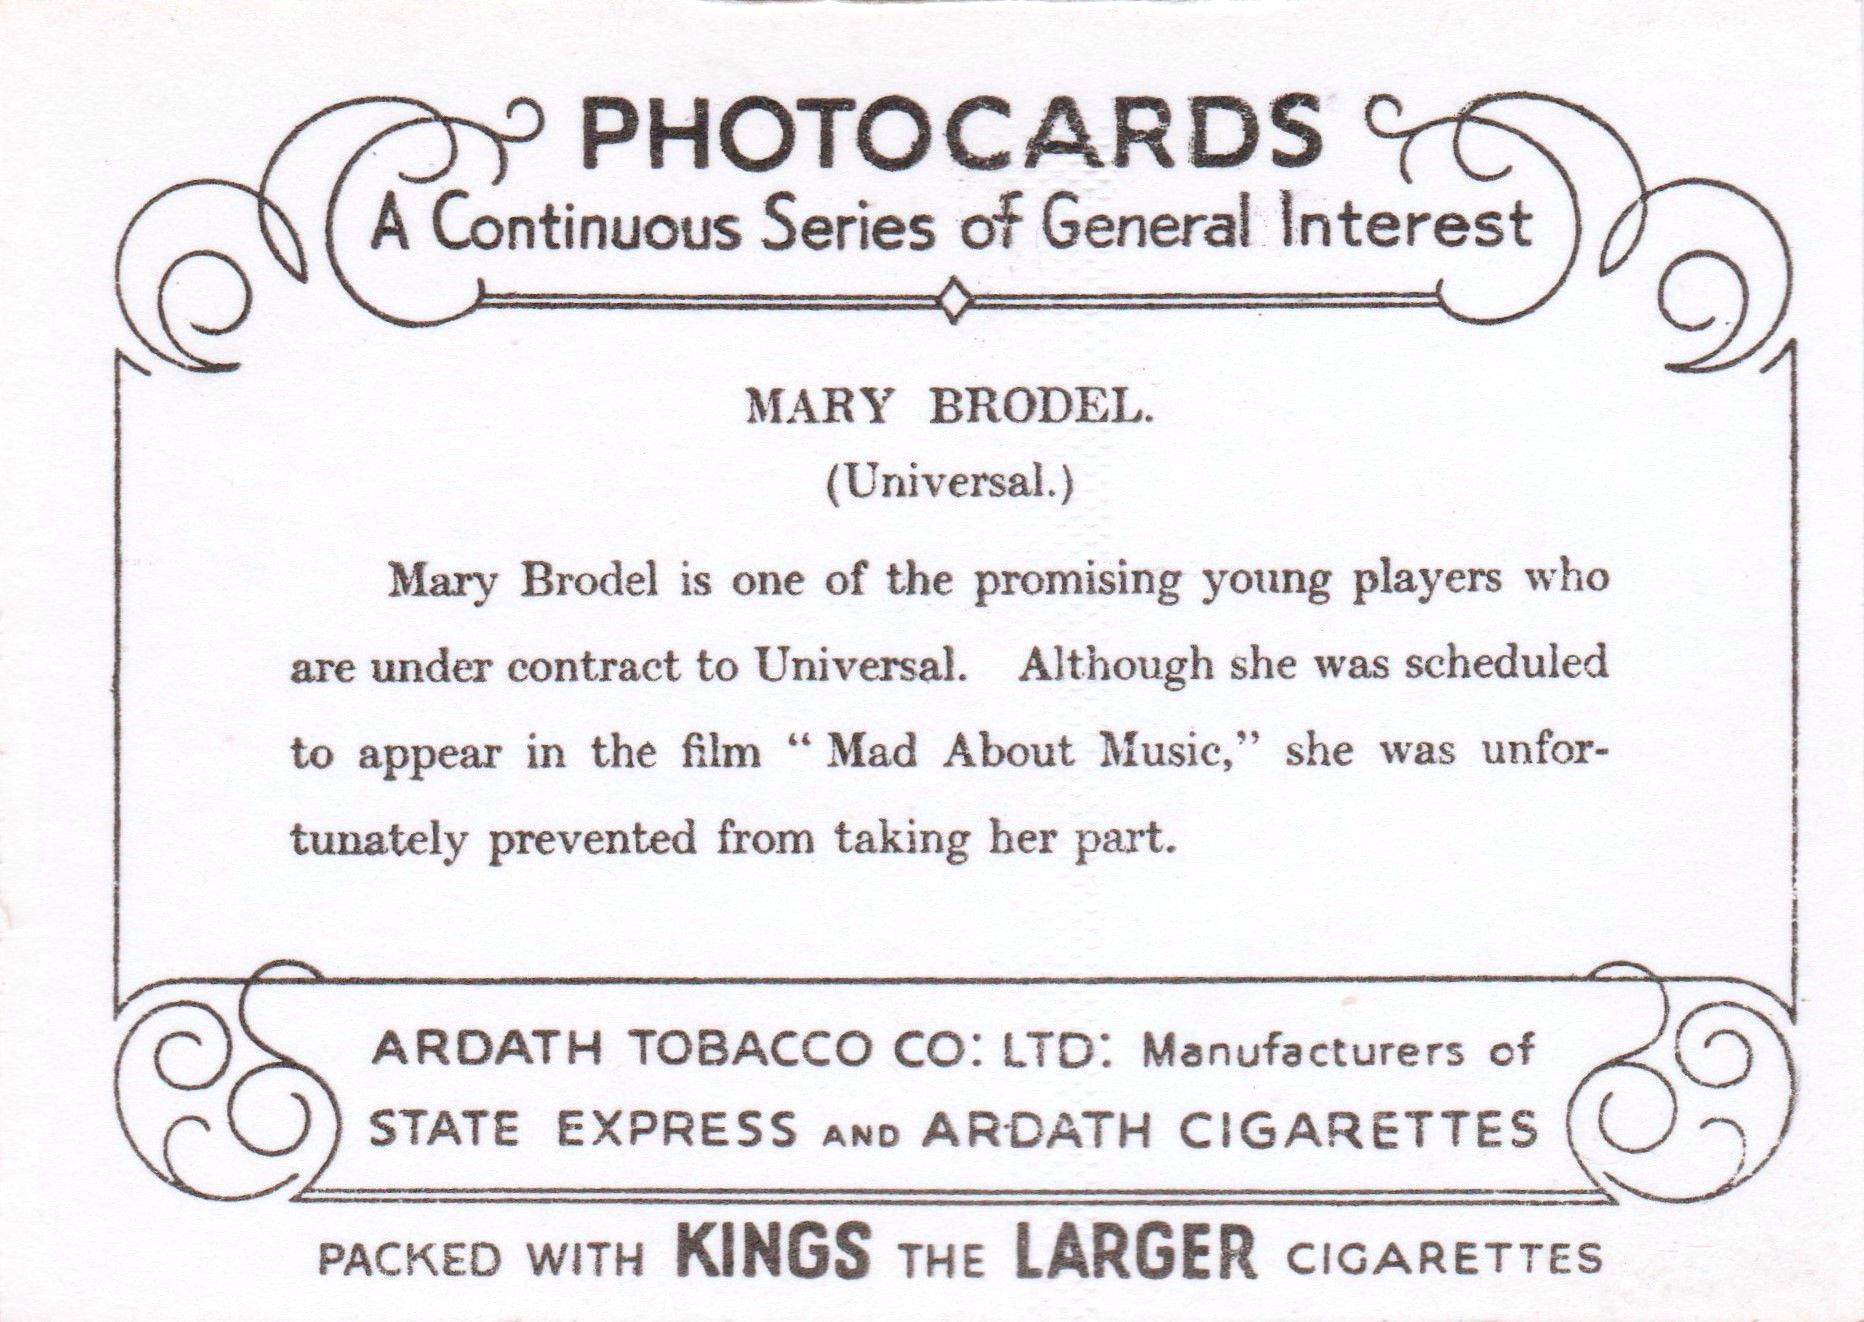 PHOTOCARDS
A Continuous Series of General Interest
MARY BRODEL.
(Universal.)
Mary Brodel is one of the promising young players who
are under contract to Universal. Although she was scheduled
to appear in the film “ Mad About Music,” she was unfor-
tunately prevented from taking her part.
ARDATH TOBACCO CO: LTD: Manufacturers of
STATE EXPRESS AND ARDATH CIGARETTES
PACKED WITH KINGS THE LARGER CIGARETTES